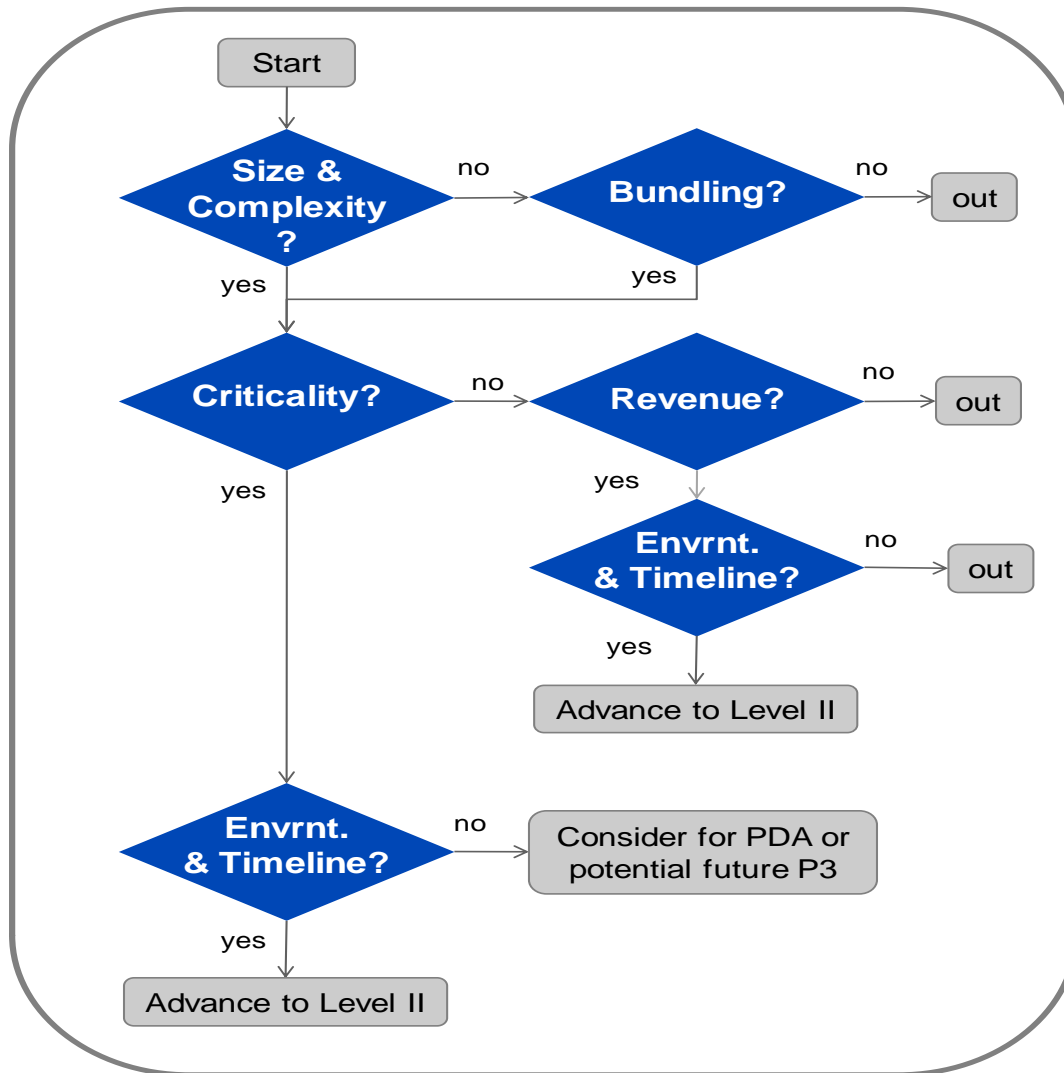 Start
Size &
Complexity
?
no
Bundling?
no
out
yes
yes
Criticality?
no
Revenue?
no
out
yes
yes
Envrnt.
& Timeline?
no
out
yes
Advance to Level II
Envrnt.
& Timeline?
no
Consider for PDA or
potential future P3
yes
Advance to Level II